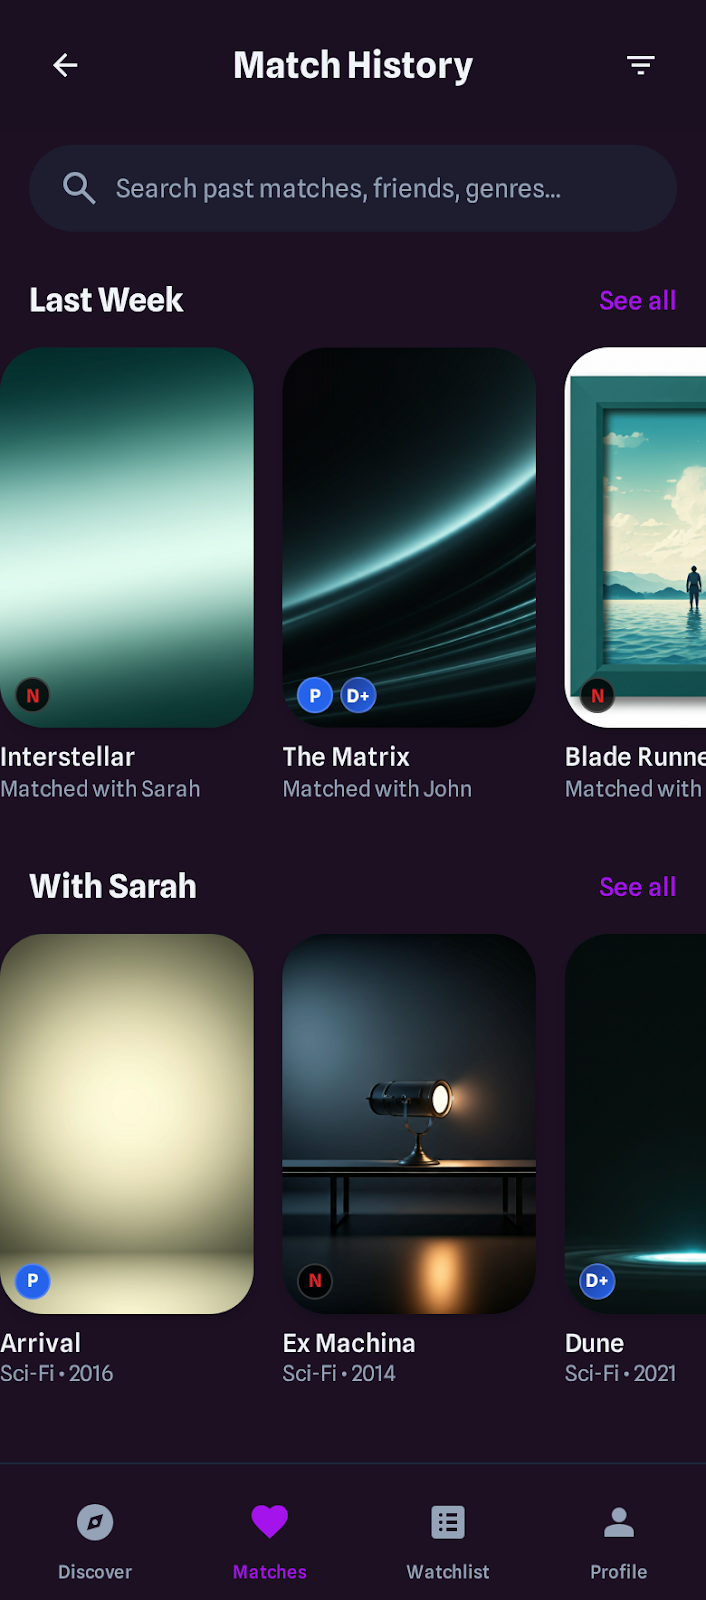 Match History
Search past matches, friends, genres...
Last Week
See all
N
P
D+
N
Interstellar
Matched with Sarah
The Matrix
Matched with John
Blade Runne
Matched with
With Sarah
See all
P
N
D+
Arrival
Sci-Fi • 2016
Ex Machina
Sci-Fi • 2014
Dune
Sci-Fi • 2021
Discover
Matches
Watchlist
Profile